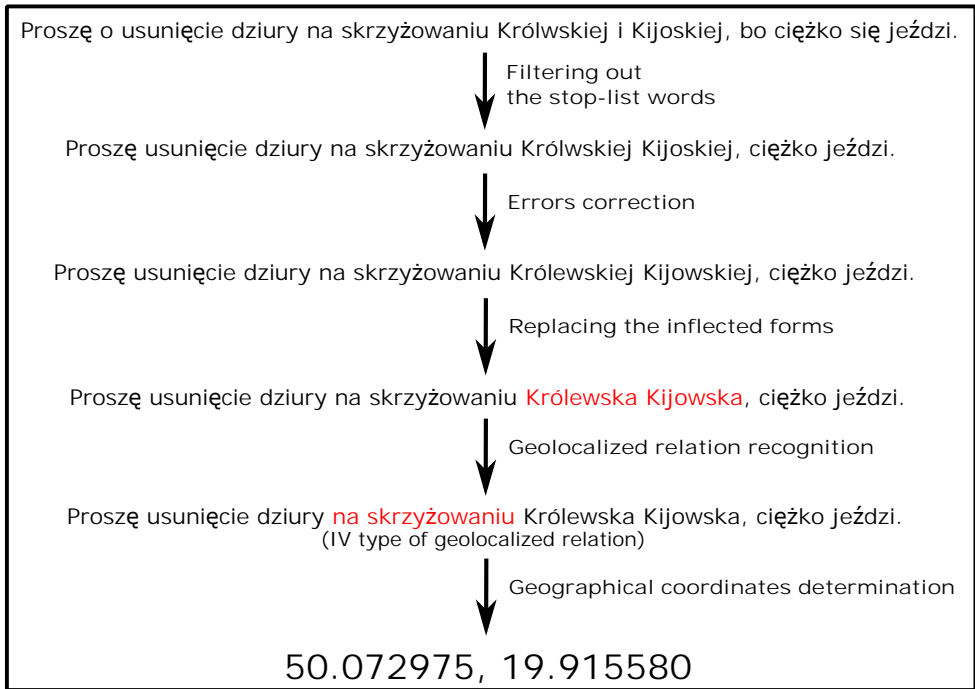 Proszę o usunięcie dziury na skrzyżowaniu Królwskiej i Kijoskiej, bo ciężko się jeździ.
Filtering out
the stop-list words
Proszę usunięcie dziury na skrzyżowaniu Królwskiej Kijoskiej, ciężko jeździ.
Errors correction
Proszę usunięcie dziury na skrzyżowaniu Królewskiej Kijowskiej, ciężko jeździ.
Replacing the inflected forms
Proszę usunięcie dziury na skrzyżowaniu Królewska Kijowska, ciężko jeździ.
Geolocalized relation recognition
Proszę usunięcie dziury na skrzyżowaniu Królewska Kijowska, ciężko jeździ.
(IV type of geolocalized relation)
Geographical coordinates determination
50.072975, 19.915580